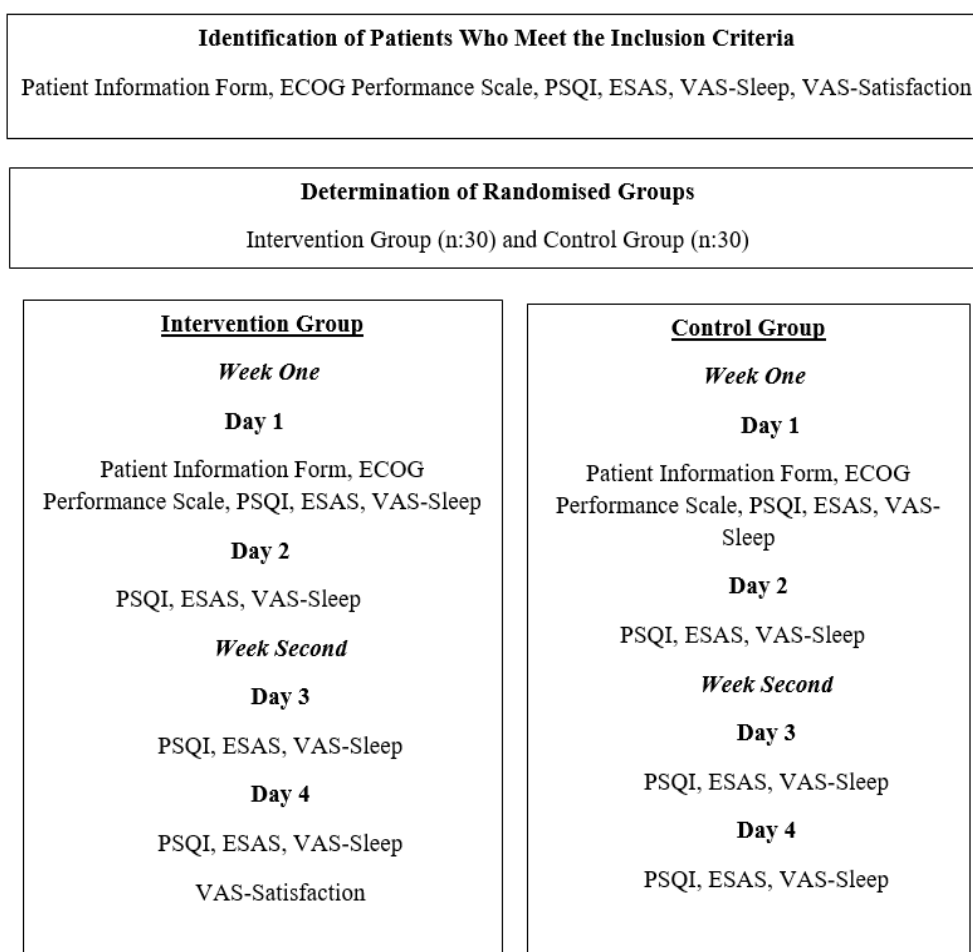 Identification of Patients Who Meet the Inclusion Criteria
Patient Information Form, ECOG Performance Scale, PSQI, ESAS, VAS-Sleep, VAS-Satisfaction
Determination of Randomised Groups
Intervention Group (n:30) and Control Group (n:30)
Intervention Group
Week One
Day 1
Patient Information Form, ECOG
Performance Scale, PSQI, ESAS, VAS-Sleep
Day 2
PSQI, ESAS, VAS-Sleep
Week Second
Day 3
PSQI, ESAS, VAS-Sleep
Day 4
PSQI, ESAS, VAS-Sleep
VAS-Satisfaction
Control Group
Week One
Day 1
Patient Information Form, ECOG
Performance Scale, PSQI, ESAS, VAS-
Sleep
Day 2
PSQI, ESAS, VAS-Sleep
Week Second
Day 3
PSQI, ESAS, VAS-Sleep
Day 4
PSQI, ESAS, VAS-Sleep